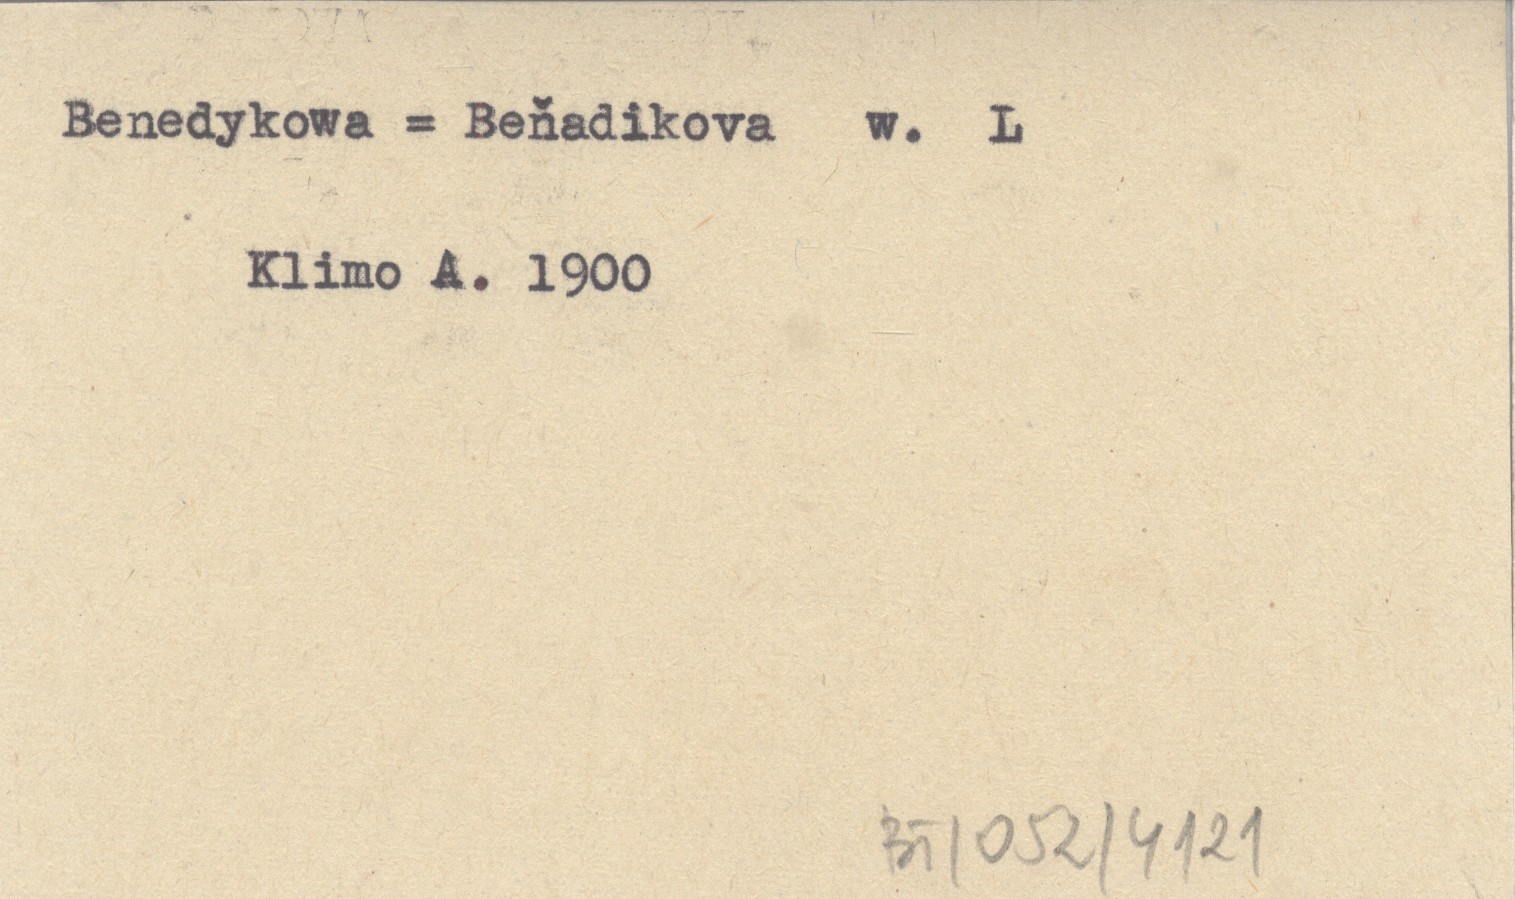 Benedykowa = Beňadikova w. L
Klimo A. 1900
BT/052/4121